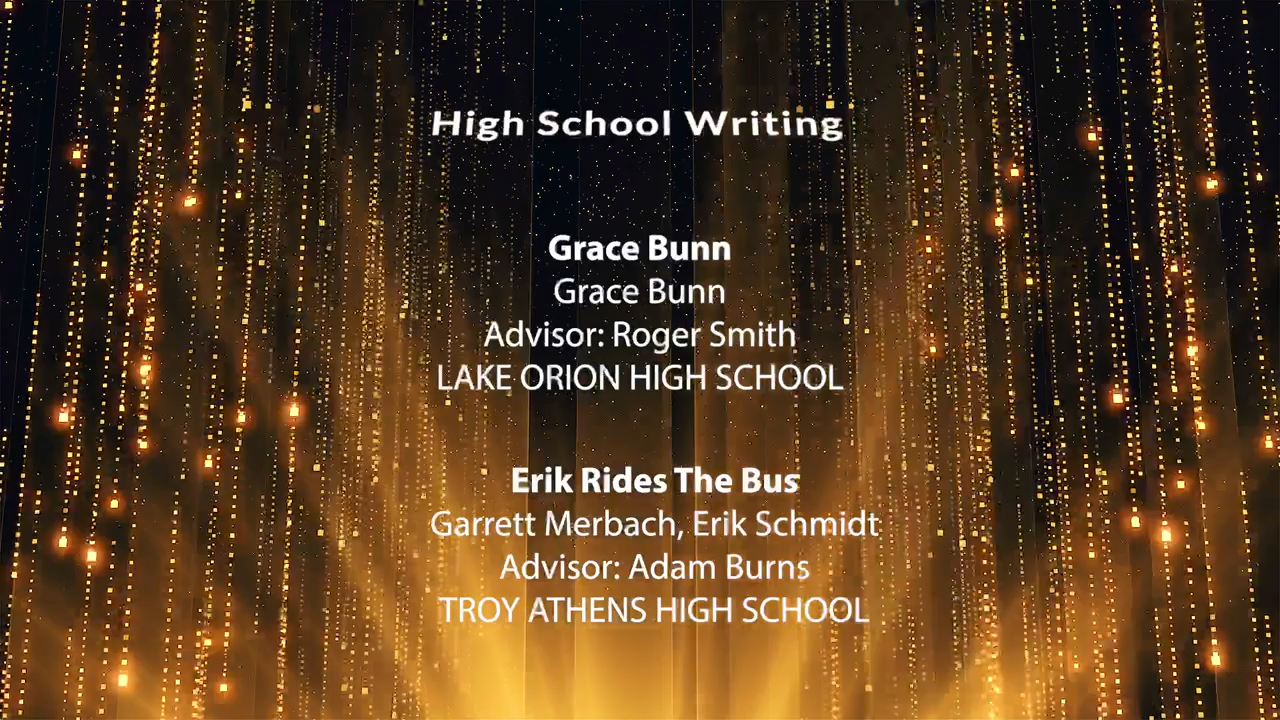 High School Writing
Grace Bunn
Grace Bunn
Advisor: Roger Smith
LAKE ORION HIGH SCHOOL
Erik Rides The Bus
Garrett Merbach, Erik Schmidt
Advisor: Adam Burns
TROY ATHENS HIGH SCHOOL